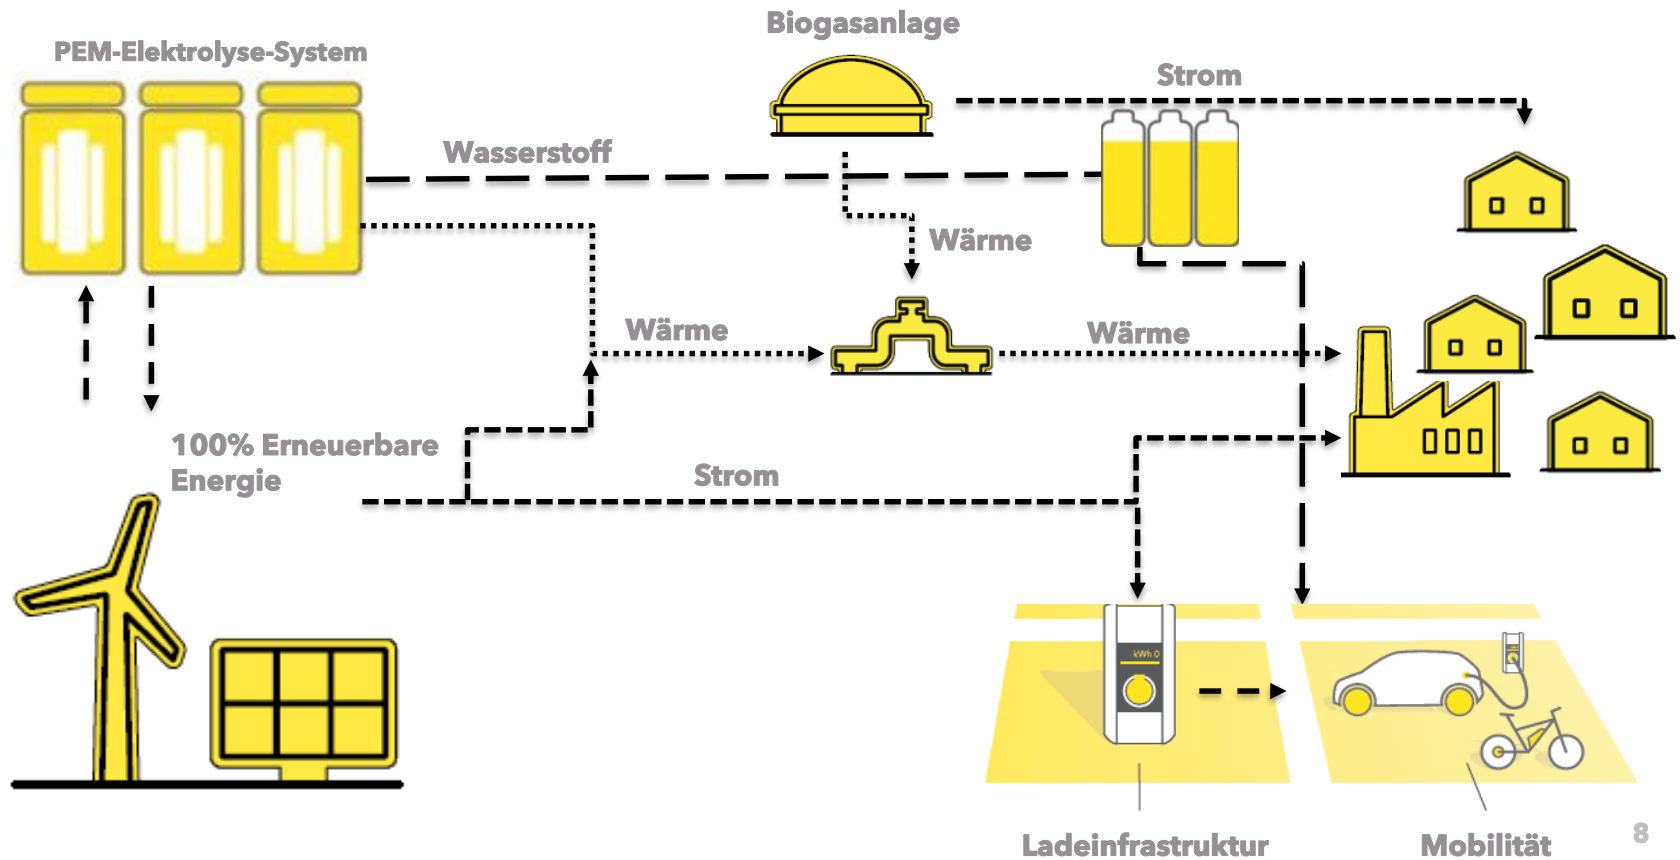 Biogasanlage
PEM-Elektrolyse-System
Strom
Wasserstoff
Wärme
Wärme
Wärme
100% Erneuerbare
Energie
Strom
kWh 0
Ladeinfrastruktur
Mobilität
8